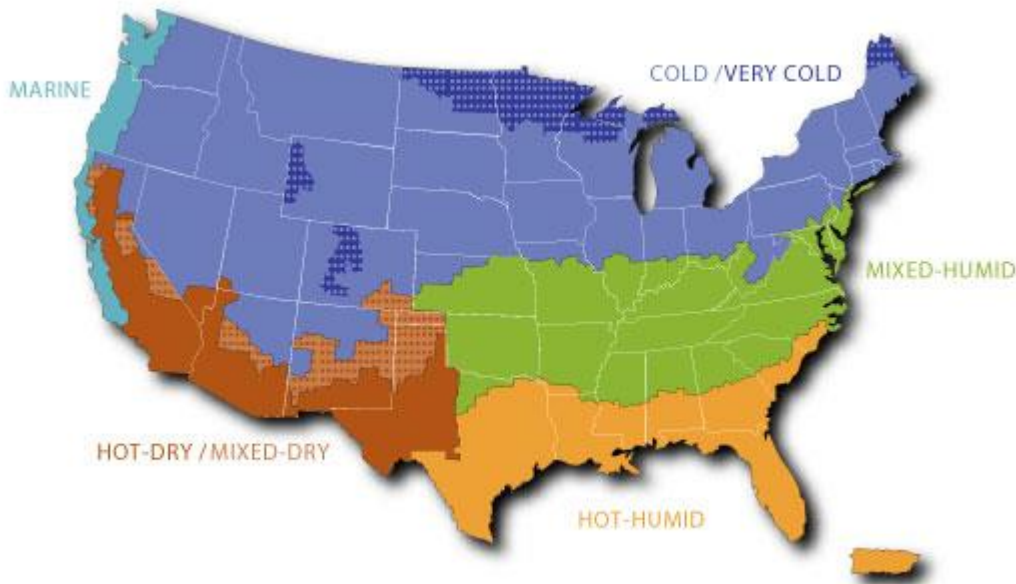 COLD /VERY COLD
MARINE
MIXED-HUMID
HOT-DRY /MIXED-DRY
HOT-HUMID